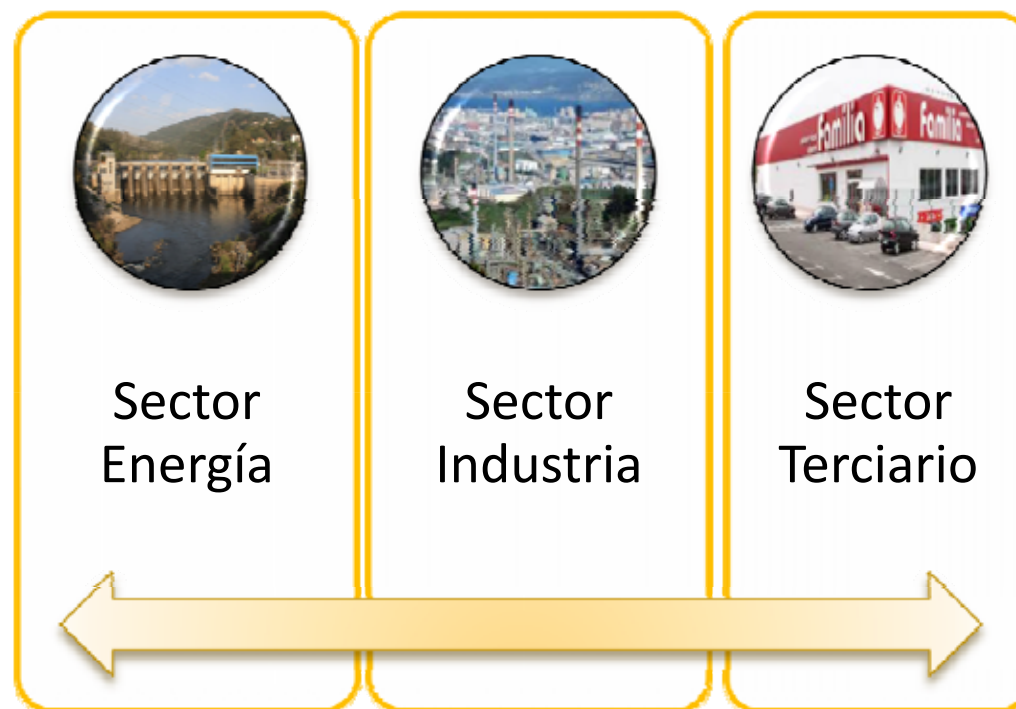 Familia
Familia
Sector
Energía
Sector
Industria
Sector
Terciario